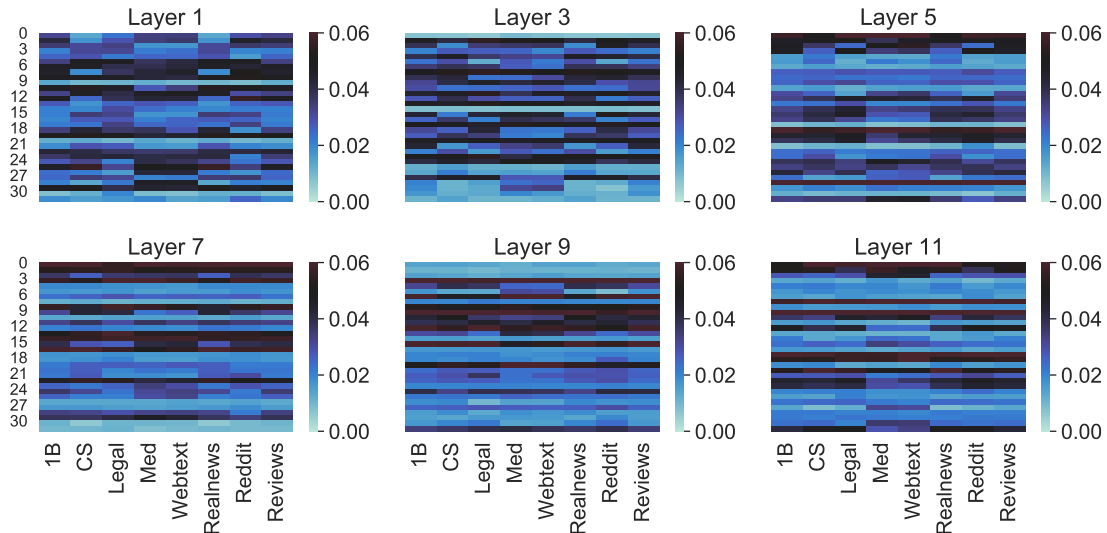 Layer 1
0
3
6
9
12
15
18
21
24
27
30
0.06
0.04
0.02
0.00
Layer 3
0.06
0.04
0.02
0.00
Layer 5
0.06
0.04
0.02
0.00
Layer 7
0
3
6
9
12
15
18
21
24
27
30
0.06
0.04
0.02
0.00
1B
CS
Legal
Med
Webtext
Realnews
Reddit
Reviews
Layer 9
0.06
0.04
0.02
0.00
1B
CS
Legal
Med
Webtext
Realnews
Reddit
Reviews
Layer 11
0.06
0.04
0.02
0.00
1B
CS
Legal
Med
Webtext
Realnews
Reddit
Reviews